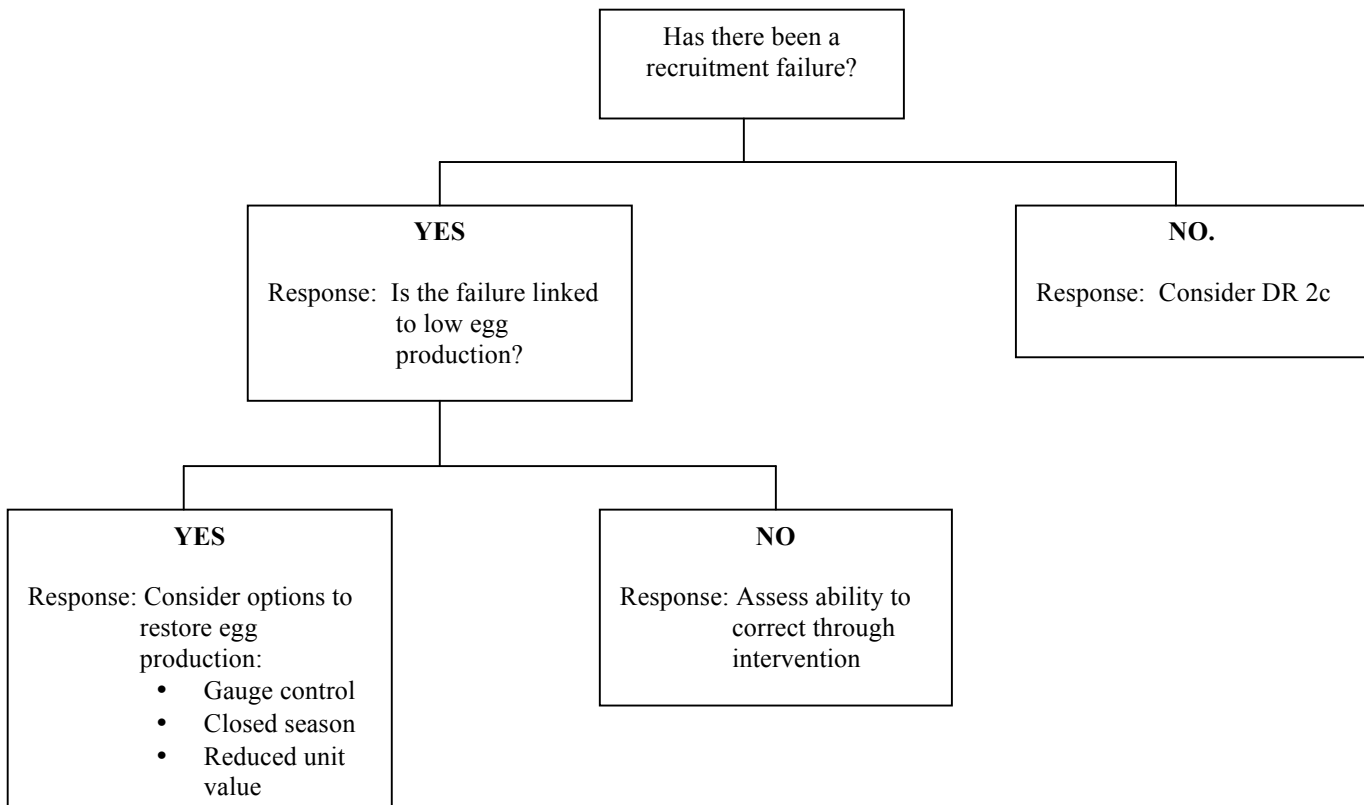 Has there been a
recruitment failure?
YES
Response: Is the failure linked
to low egg
production?
NO.
Response: Consider DR 2c
YES
Response: Consider options to
restore egg
production:
• Gauge control
• Closed season
• Reduced unit
value
NO
Response: Assess ability to
correct through
intervention